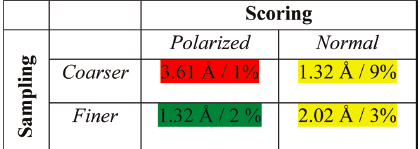 Scoring
Polarized Normal
Sampling
Coarser 3.61 Å / 1% 1.32 Å / 9%
Finer 1.32 Å / 2 % 2.02 Å / 3%